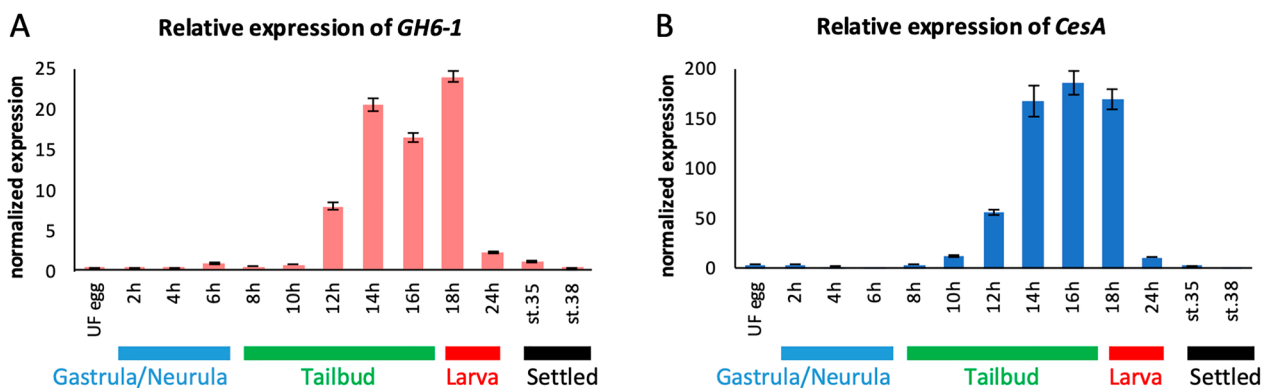 A
Relative expression of GH6-1
normalized expression
25
20
15
10
5
0
UF egg
2h
4h
6h
8h
10h
12h
14h
16h
18h
24h
st.35
st.38
Gastrula/Neurula
Tailbud
Larva
Settled
B
Relative expression of CesA
normalized expression
200
150
100
50
0
UF egg
2h
4h
6h
8h
10h
12h
14h
16h
18h
24h
st.35
st.38
Gastrula/Neurula
Tailbud
Larva
Settled